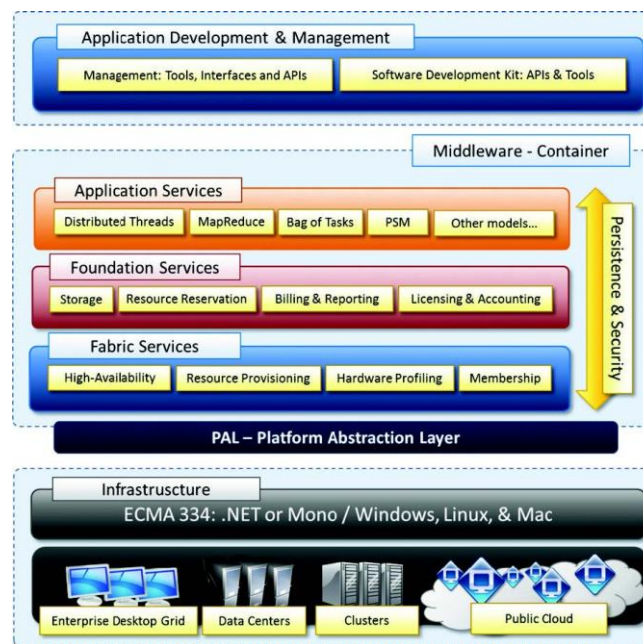 Application Development & Management
Management: Tools, Interfaces and APIs
Software Development Kit: APIs & Tools
Middleware - Container
Application Services
Distributed Threads
MapReduce
Bag of Tasks
PSM
Other models...
Foundation Services
Storage
Resource Reservation
Billing & Reporting
Licensing & Accounting
Fabric Services
High-Availability
Resource Provisioning
Hardware Profiling
Membership
Persistence & Security
PAL – Platform Abstraction Layer
Infrastruscture
ECMA 334: .NET or Mono / Windows, Linux, & Mac
Enterprise Desktop Grid
Data Centers
Clusters
Public Cloud